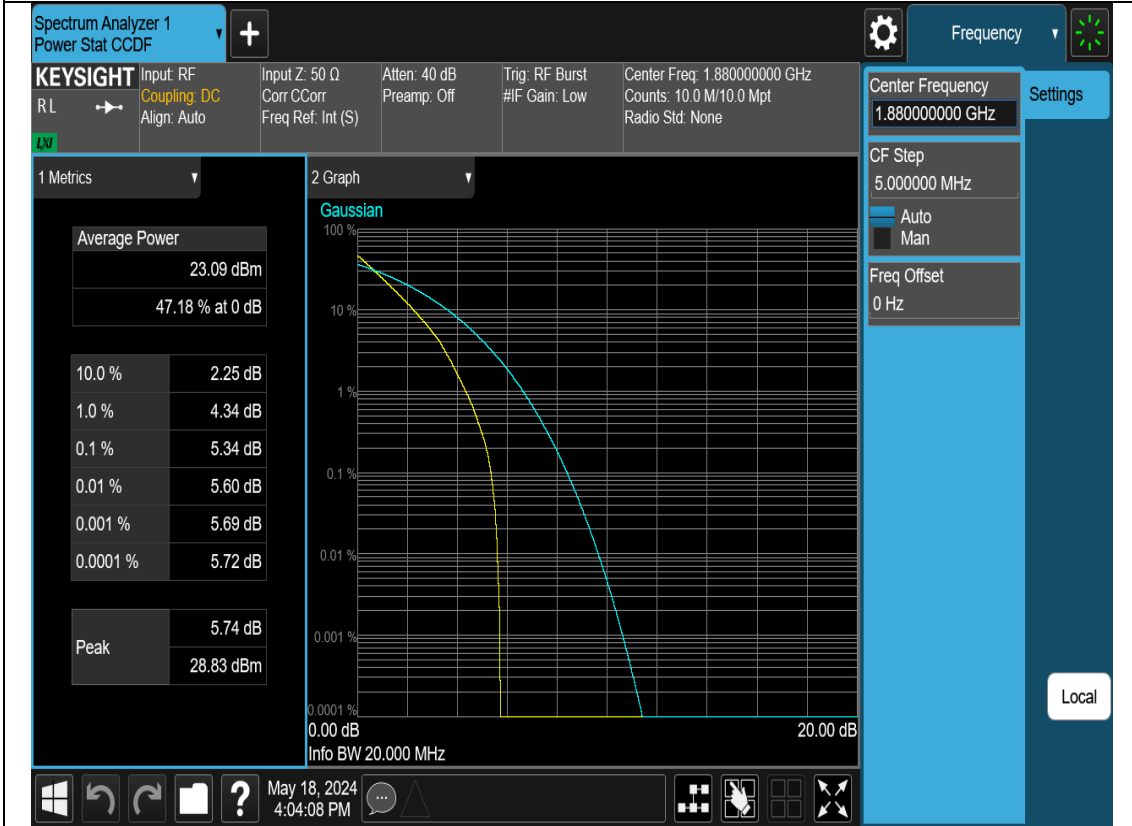 Spectrum Analyzer 1
Power Stat CCDF
Frequency
KEYSIGHT
RL
LXI
Input: RF
Coupling: DC
Align: Auto
Input Z: 50 Ω
Corr CCorr
Freq Ref: Int (S)
Atten: 40 dB
Preamp: Off
Trig: RF Burst
#IF Gain: Low
Center Freq: 1.880000000 GHz
Counts: 10.0 M/10.0 Mpt
Radio Std: None
Center Frequency
1.880000000 GHz
Settings
CF Step
5.000000 MHz
Auto
Man
Freq Offset
0 Hz
Local
1 Metrics
Average Power
23.09 dBm
47.18 % at 0 dB
10.0 % 2.25 dB
1.0 % 4.34 dB
0.1 % 5.34 dB
0.01 % 5.60 dB
0.001 % 5.69 dB
0.0001 % 5.72 dB
Peak
5.74 dB
28.83 dBm
2 Graph
Gaussian
100 %
10 %
1 %
0.1 %
0.01 %
0.001 %
0.0001 %
0.00 dB 20.00 dB
Info BW 20.000 MHz
?
May 18, 2024
4:04:08 PM